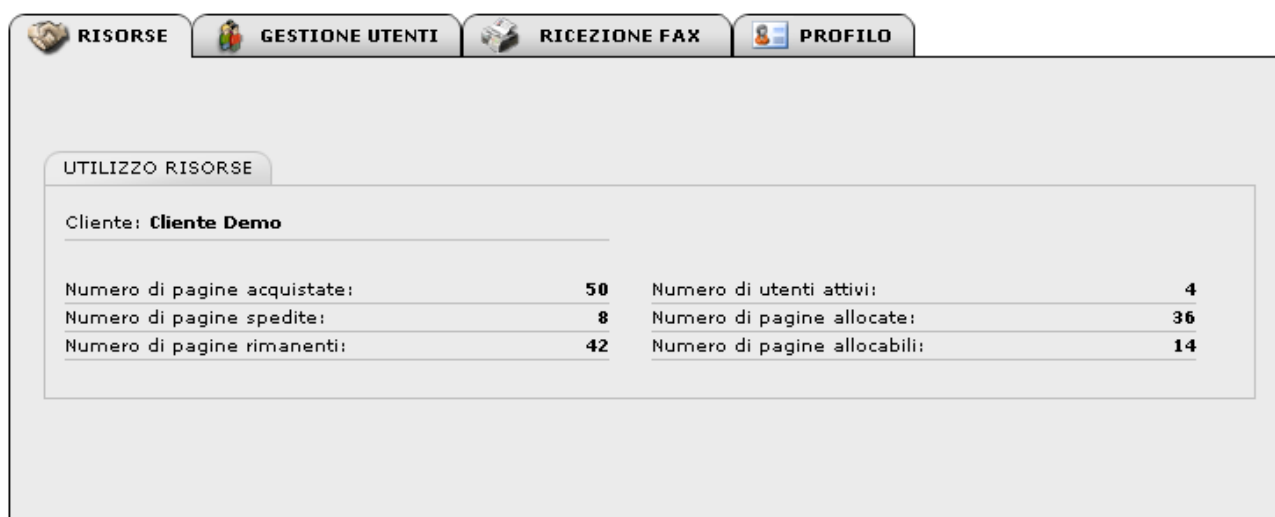 RISORSE GESTIONE UTENTI RICEZIONE FAX PROFILO
UTILIZZO RISORSE
Cliente: Cliente Demo
Numero di pagine acquistate: 50 Numero di utenti attivi: 4
Numero di pagine spedite: 8 Numero di pagine allocate: 36
Numero di pagine rimanenti: 42 Numero di pagine allocabili: 14